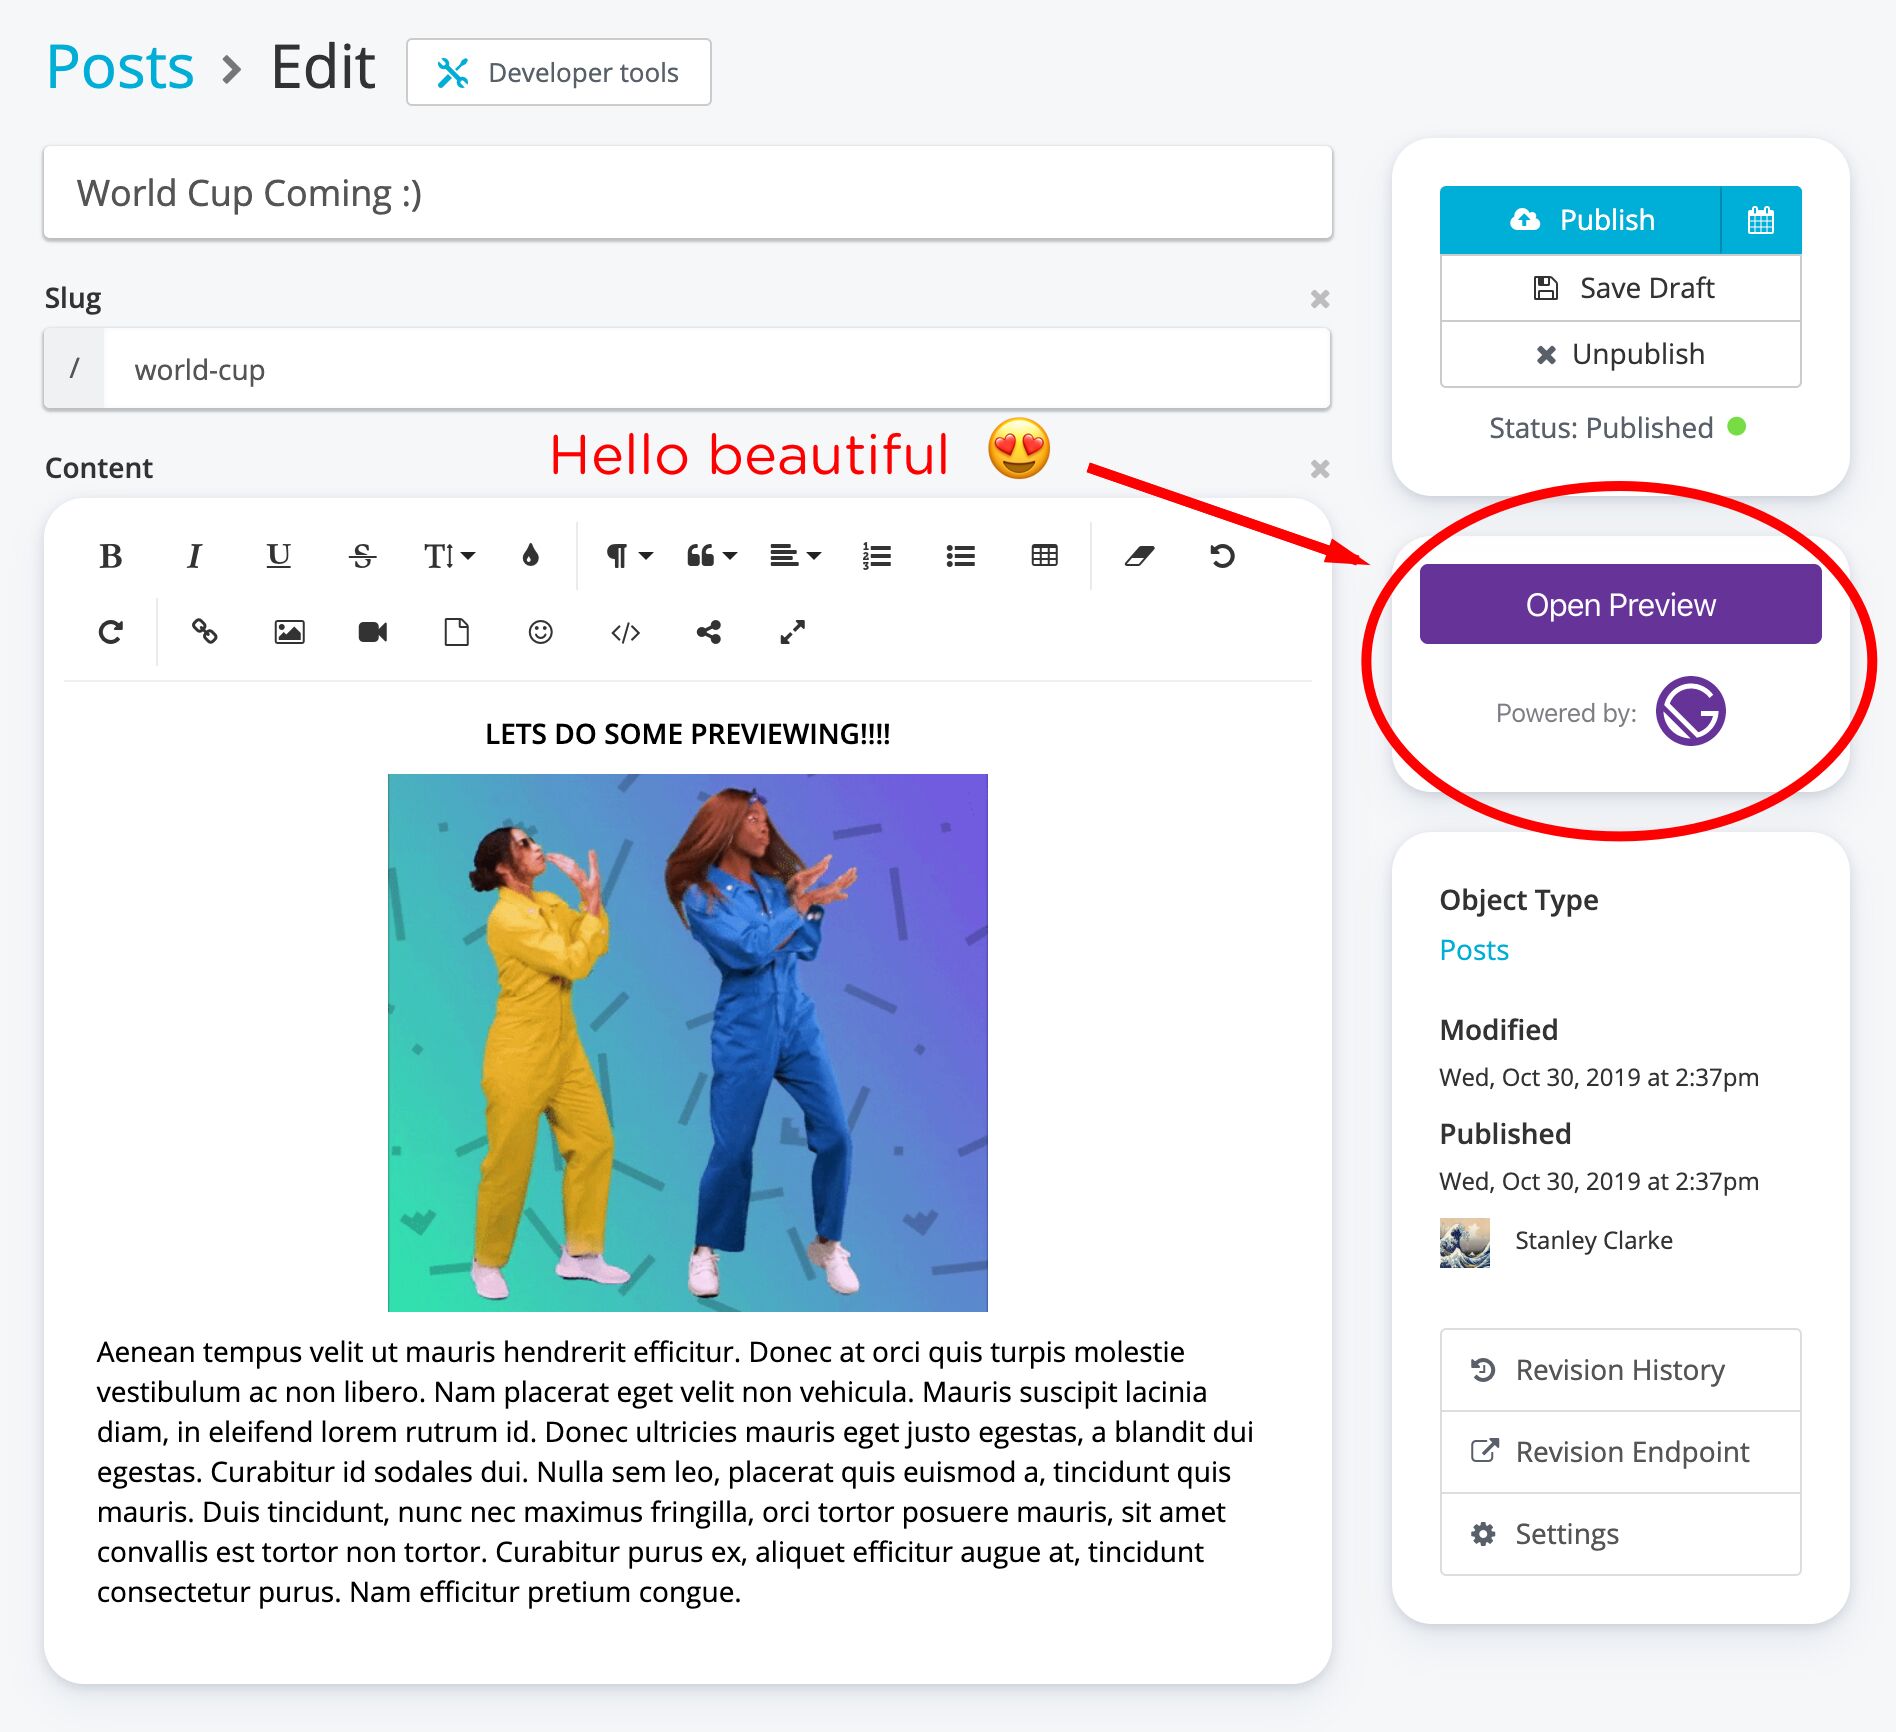 Posts > Edit
Developer tools
World Cup Coming :)
Slug
/ world-cup
Hello beautiful 😍
Content
B I U S T
LETS DO SOME PREVIEWING!!!!
Aenean tempus velit ut mauris hendrerit efficitur. Donec at orci quis turpis molestie
vestibulum ac non libero. Nam placerat eget velit non vehicula. Mauris suscipit lacinia
diam, in eleifend lorem rutrum id. Donec ultricies mauris eget justo egestas, a blandit dui
egestas. Curabitur id sodales dui. Nulla sem leo, placerat quis euismod a, tincidunt quis
mauris. Duis tincidunt, nunc nec maximus fringilla, orci tortor posuere mauris, sit amet
convallis est tortor non tortor. Curabitur purus ex, aliquet efficitur augue at, tincidunt
consectetur purus. Nam efficitur pretium congue.
Publish
Save Draft
Unpublish
Status: Published
Open Preview
Powered by:
Object Type
Posts
Modified
Wed, Oct 30, 2019 at 2:37pm
Published
Wed, Oct 30, 2019 at 2:37pm
Stanley Clarke
Revision History
Revision Endpoint
Settings